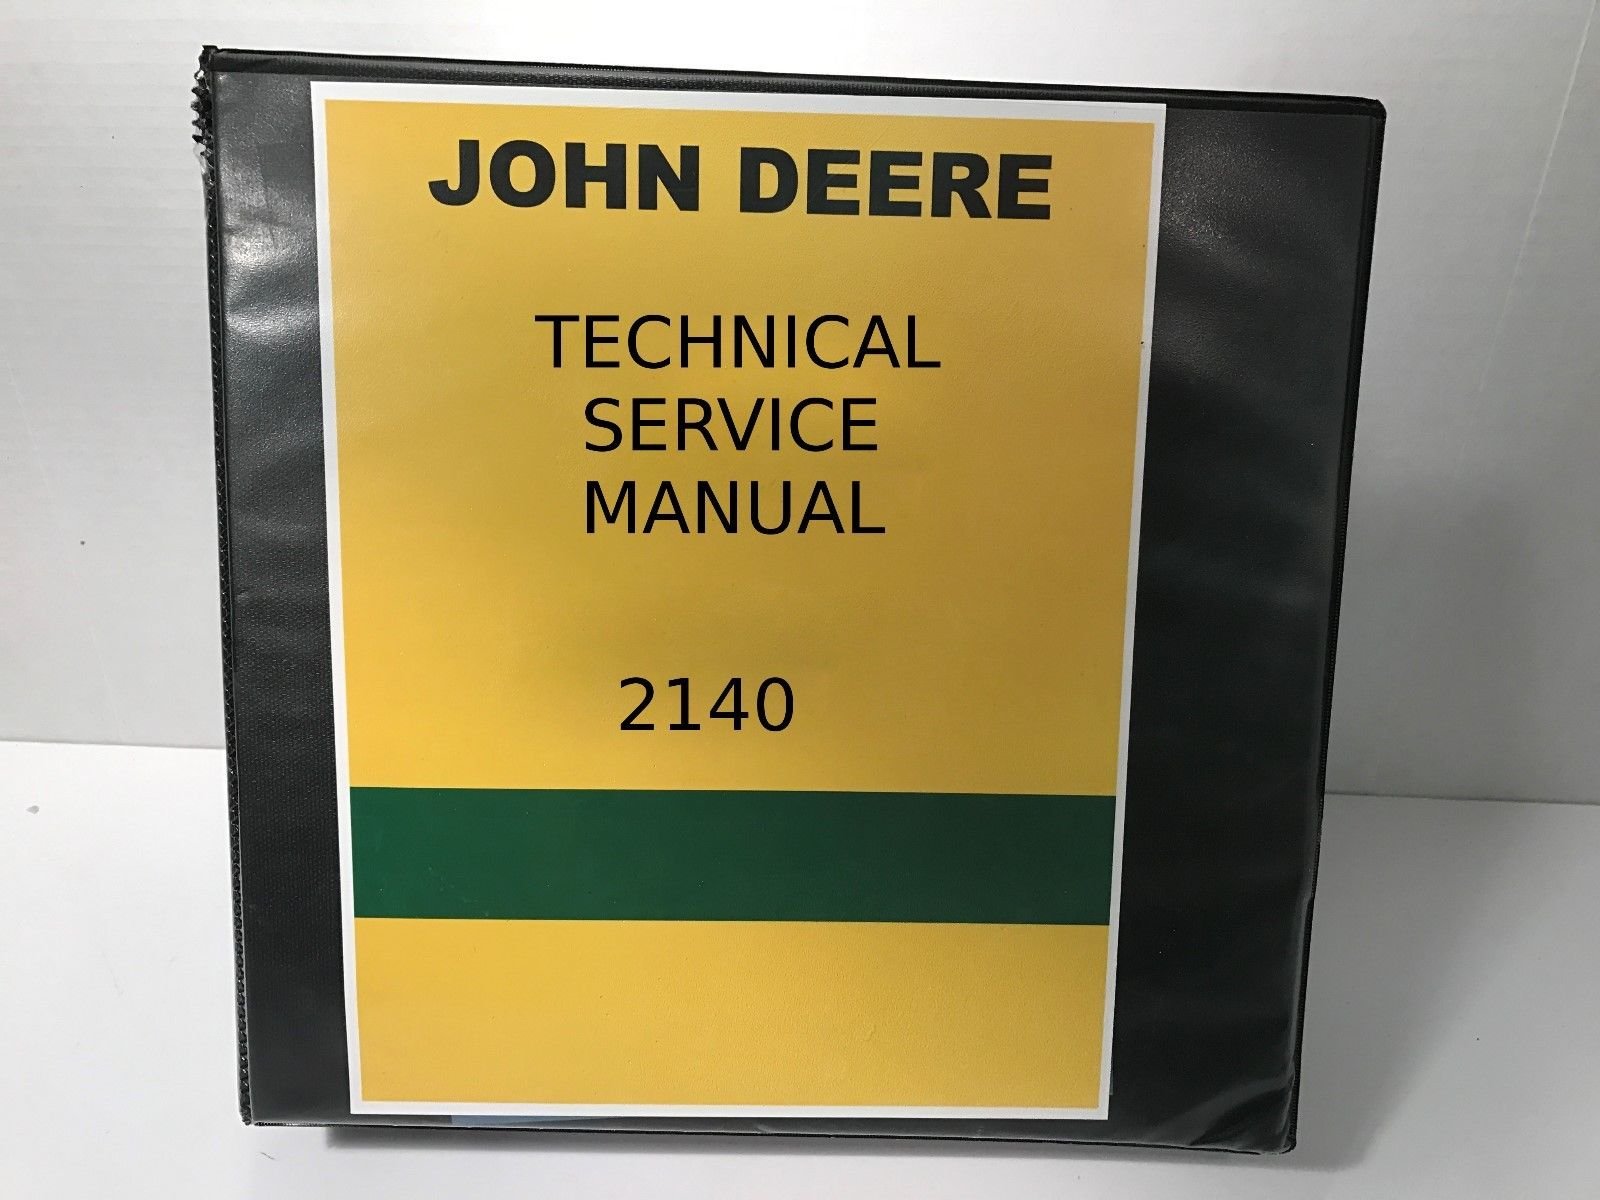 JOHN DEERE
TECHNICAL
SERVICE
MANUAL
2140